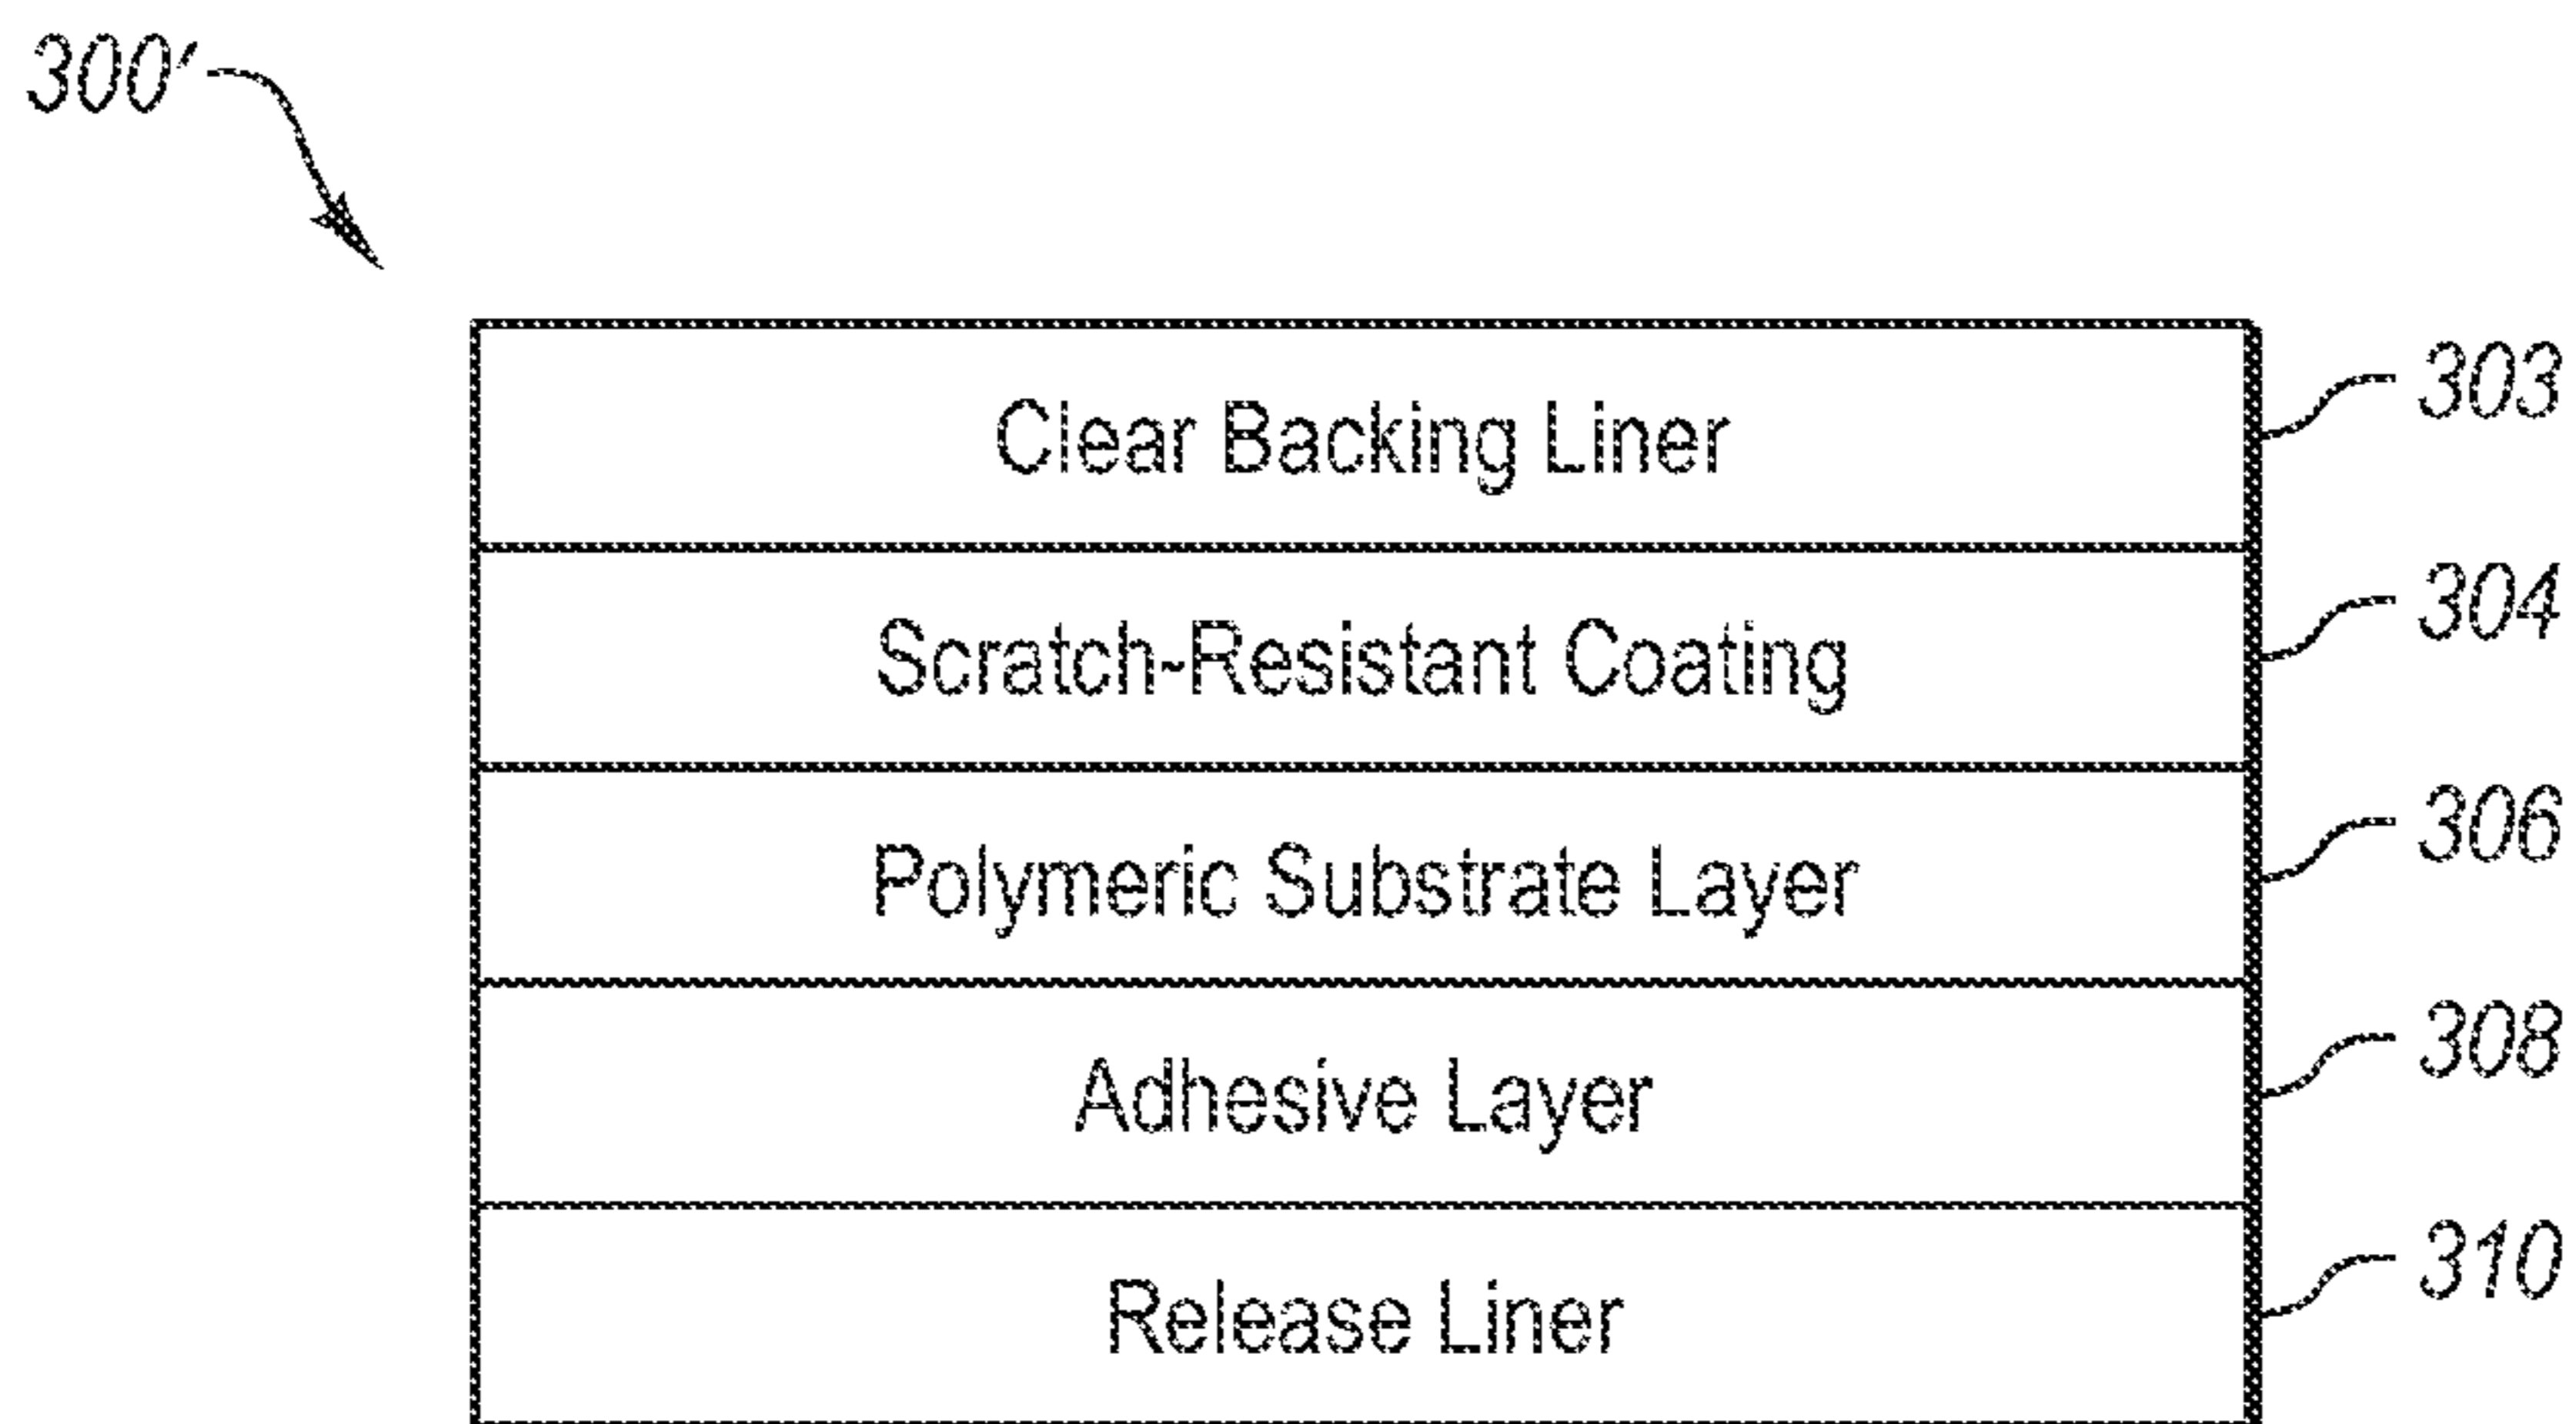 300'
Clear Backing Liner 303
Scratch-Resistant Coating 304
Polymeric Substrate Layer 306
Adhesive Layer 308
Release Liner 310